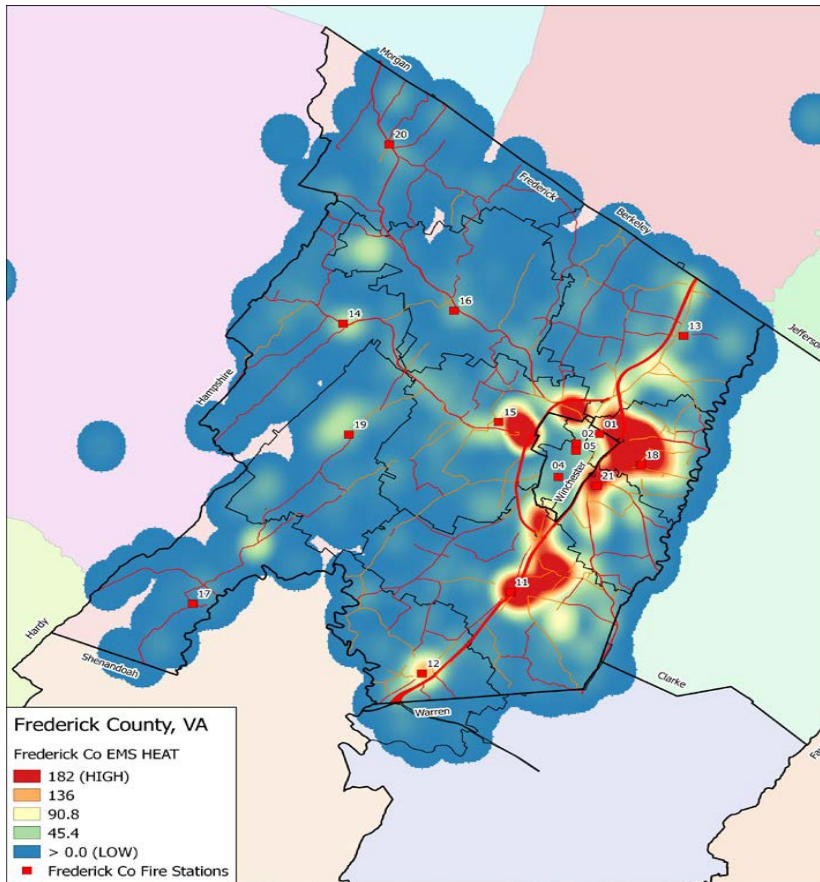 Morgan
20
Frederick
Berkeley
16
14
13
Jefferson
Hampshire
15
01
02
19
05
18
04
21
Winchester
11
17
Hardy
Shenandoah
12
Clarke
Warren
Frederick County, VA
Frederick Co EMS HEAT
182 (HIGH)
136
90.8
45.4
> 0.0 (LOW)
Frederick Co Fire Stations